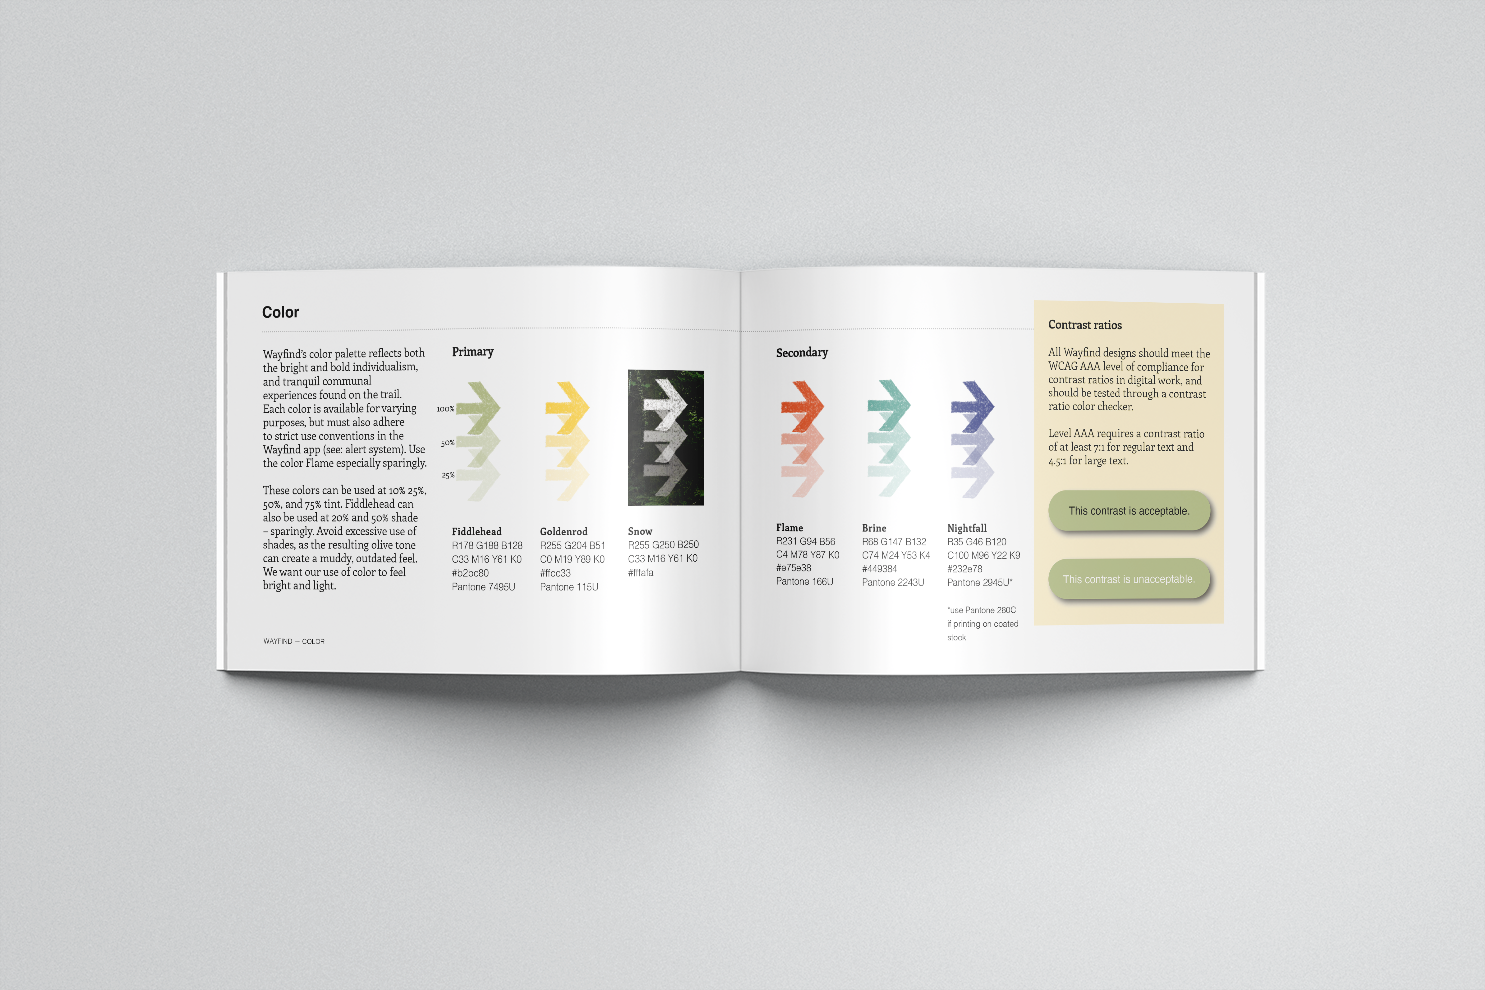 Color
Wayfind's color palette reflects both
the bright and bold individualism,
and tranquil communal
experiences found on the trail.
Each color is available for varying
purposes, but must also adhere
to strict use conventions in the
Wayfind app (see: alert system). Use
the color Flame especially sparingly.
These colors can be used at 10% 25%,
50%, and 75% tint. Fiddlehead can
also be used at 20% and 50% shade
– sparingly. Avoid excessive use of
shades, as the resulting olive tone
can create a muddy, outdated feel.
We want our use of color to feel
bright and light.
WAYFIND — COLOR
Primary
100%
50%
25%
Fiddlehead
R178 G188 B128
C33 M16 Y61 K0
#b2bc80
Pantone 7495U
Goldenrod
R255 G204 B51
C0 M19 Y89 K0
#ffcc33
Pantone 115U
Snow
R255 G250 B250
C33 M16 Y61 K0
#fffafa
Secondary
Flame
R231 G94 B56
C4 M78 Y87 K0
#e75e38
Pantone 166U
Brine
R68 G147 B132
C74 M24 Y53 K4
#449384
Pantone 2243U
Nightfall
R35 G46 B120
C100 M96 Y22 K9
#232e78
Pantone 2945U*
*use Pantone 280C
if printing on coated
stock
Contrast ratios
All Wayfind designs should meet the
WCAG AAA level of compliance for
contrast ratios in digital work, and
should be tested through a contrast
ratio color checker.
Level AAA requires a contrast ratio
of at least 7:1 for regular text and
4.5:1 for large text.
This contrast is acceptable.
This contrast is unacceptable.